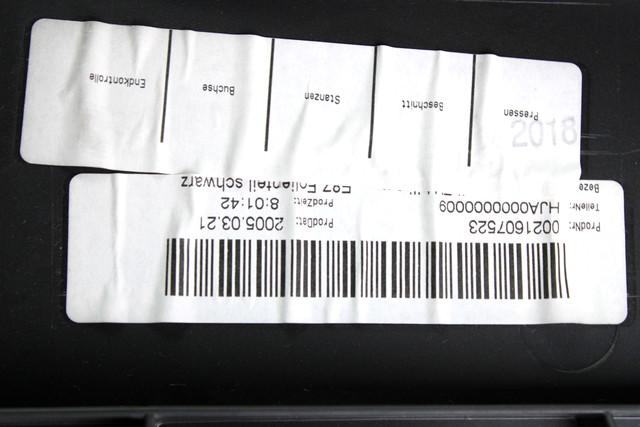 ProdNr: 0021607523 ProdDat: 2005.03.21
TeileNr: HJA0000000009 ProdZeit: 8:01:42
E87 Folienteil schwarz
Pressen Beschnitt Stanzen Buchse Endkontrolle
2018